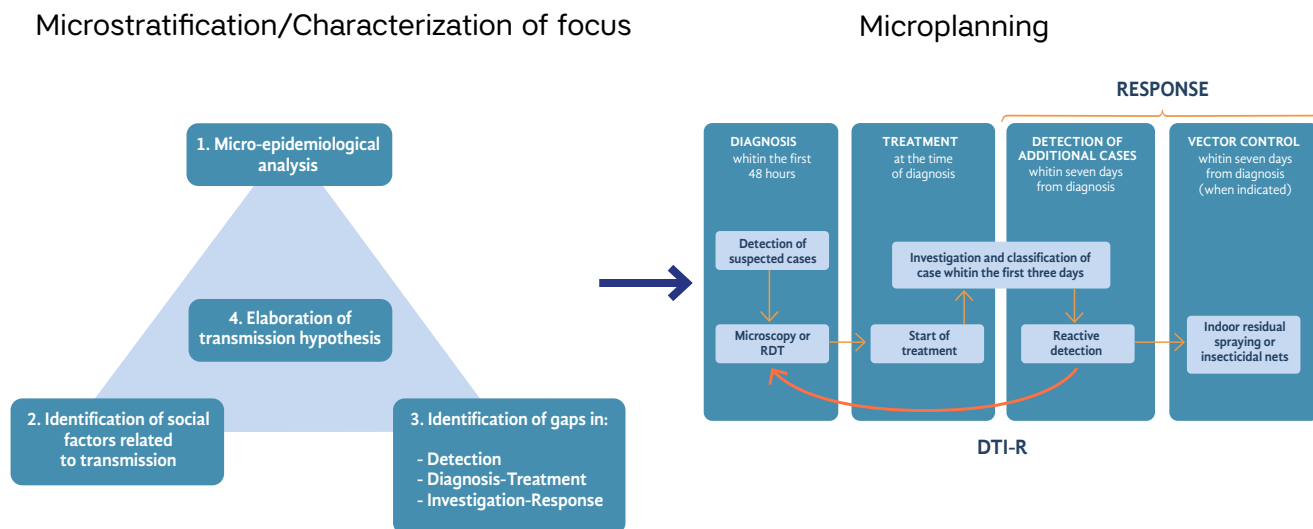 Microstratification/Characterization of focus
1. Micro-epidemiological
analysis
4. Elaboration of
transmission hypothesis
2. Identification of social
factors related
to transmission
3. Identification of gaps in:
- Detection
- Diagnosis-Treatment
- Investigation-Response
Microplanning
RESPONSE
DIAGNOSIS
whitin the first
48 hours
TREATMENT
at the time
of diagnosis
DETECTION OF
ADDITIONAL CASES
whitin seven days
from diagnosis
VECTOR CONTROL
whitin seven days
from diagnosis
(when indicated)
Detection of
suspected cases
Investigation and classification of
case whitin the first three days
Microscopy or
RDT
Start of
treatment
Reactive
detection
Indoor residual
spraying or
insecticidal nets
DTI-R